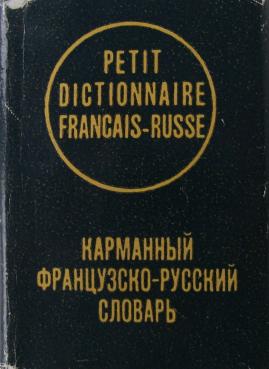 PETIT
DICTIONNAIRE
FRANCAIS-RUSSE
КАРМАННЫЙ
ФРАНЦУЗСКО-РУССКИЙ
СЛОВАРЬ